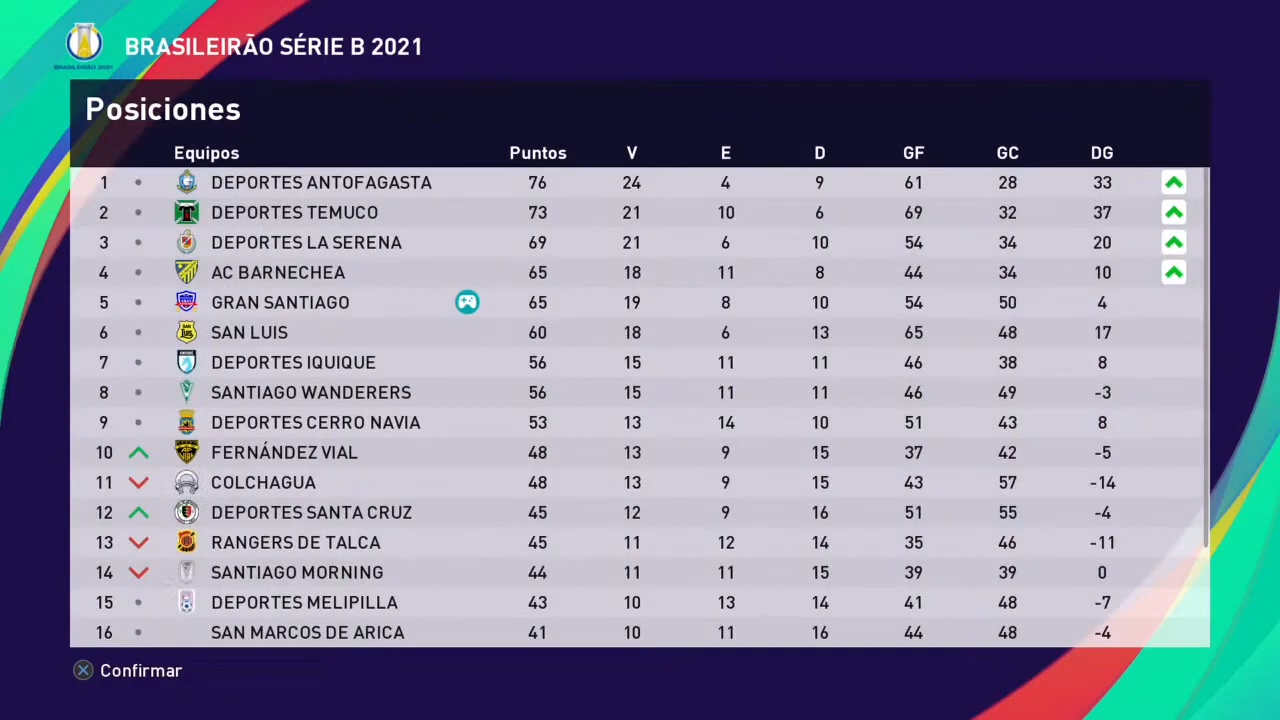 BRASILEIRÃO SÉRIE B 2021
BRASILEIRÃO 2021
Posiciones
Equipos Puntos V E D GF GC DG
1 DEPORTES ANTOFAGASTA 76 24 4 9 61 28 33
2 DEPORTES TEMUCO 73 21 10 6 69 32 37
3 DEPORTES LA SERENA 69 21 6 10 54 34 20
4 AC BARNECHEA 65 18 11 8 44 34 10
5 GRAN SANTIAGO 65 19 8 10 54 50 4
6 SAN LUIS 60 18 6 13 65 48 17
7 DEPORTES IQUIQUE 56 15 11 11 46 38 8
8 SANTIAGO WANDERERS 56 15 11 11 46 49 -3
9 DEPORTES CERRO NAVIA 53 13 14 10 51 43 8
10 FERNÁNDEZ VIAL 48 13 9 15 37 42 -5
11 COLCHAGUA 48 13 9 15 43 57 -14
12 DEPORTES SANTA CRUZ 45 12 9 16 51 55 -4
13 RANGERS DE TALCA 45 11 12 14 35 46 -11
14 SANTIAGO MORNING 44 11 11 15 39 39 0
15 DEPORTES MELIPILLA 43 10 13 14 41 48 -7
16 SAN MARCOS DE ARICA 41 10 11 16 44 48 -4
Confirmar